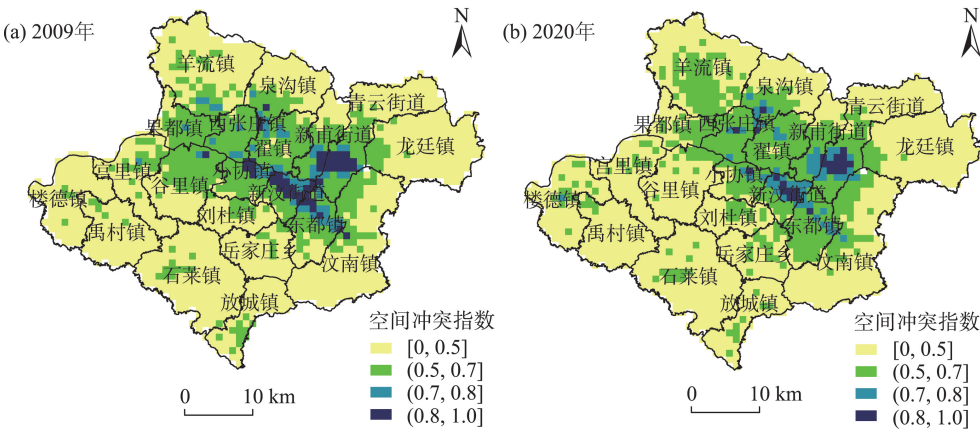 (a) 2009年
N
羊流镇
泉沟镇
青云街道
果都镇
西张庄镇
新甫街道
翟镇
龙廷镇
宫里镇
谷里镇
小协镇
楼德镇
新汶街道
刘杜镇
东都镇
禹村镇
岳家庄乡
汶南镇
石莱镇
放城镇
空间冲突指数
[0, 0.5]
(0.5, 0.7]
(0.7, 0.8]
(0.8, 1.0]
0 10 km
(b) 2020年
N
羊流镇
泉沟镇
青云街道
果都镇
西张庄镇
新甫街道
翟镇
龙廷镇
宫里镇
谷里镇
小协镇
楼德镇
新汶街道
刘杜镇
东都镇
禹村镇
岳家庄乡
汶南镇
石莱镇
放城镇
空间冲突指数
[0, 0.5]
(0.5, 0.7]
(0.7, 0.8]
(0.8, 1.0]
0 10 km